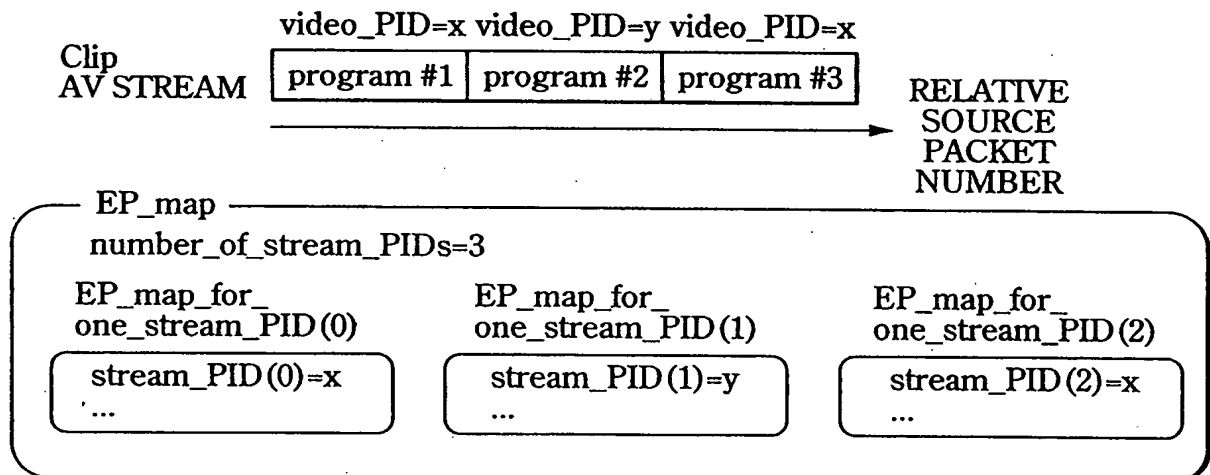 video_PID=x video_PID=y video_PID=x
Clip
AV STREAM
program #1 program #2 program #3
RELATIVE
SOURCE
PACKET
NUMBER
EP_map
number_of_stream_PIDs=3
EP_map_for_
one_stream_PID(0)
stream_PID(0)=x
...
EP_map_for_
one_stream_PID(1)
stream_PID(1)=y
...
EP_map_for_
one_stream_PID(2)
stream_PID(2)=x
...